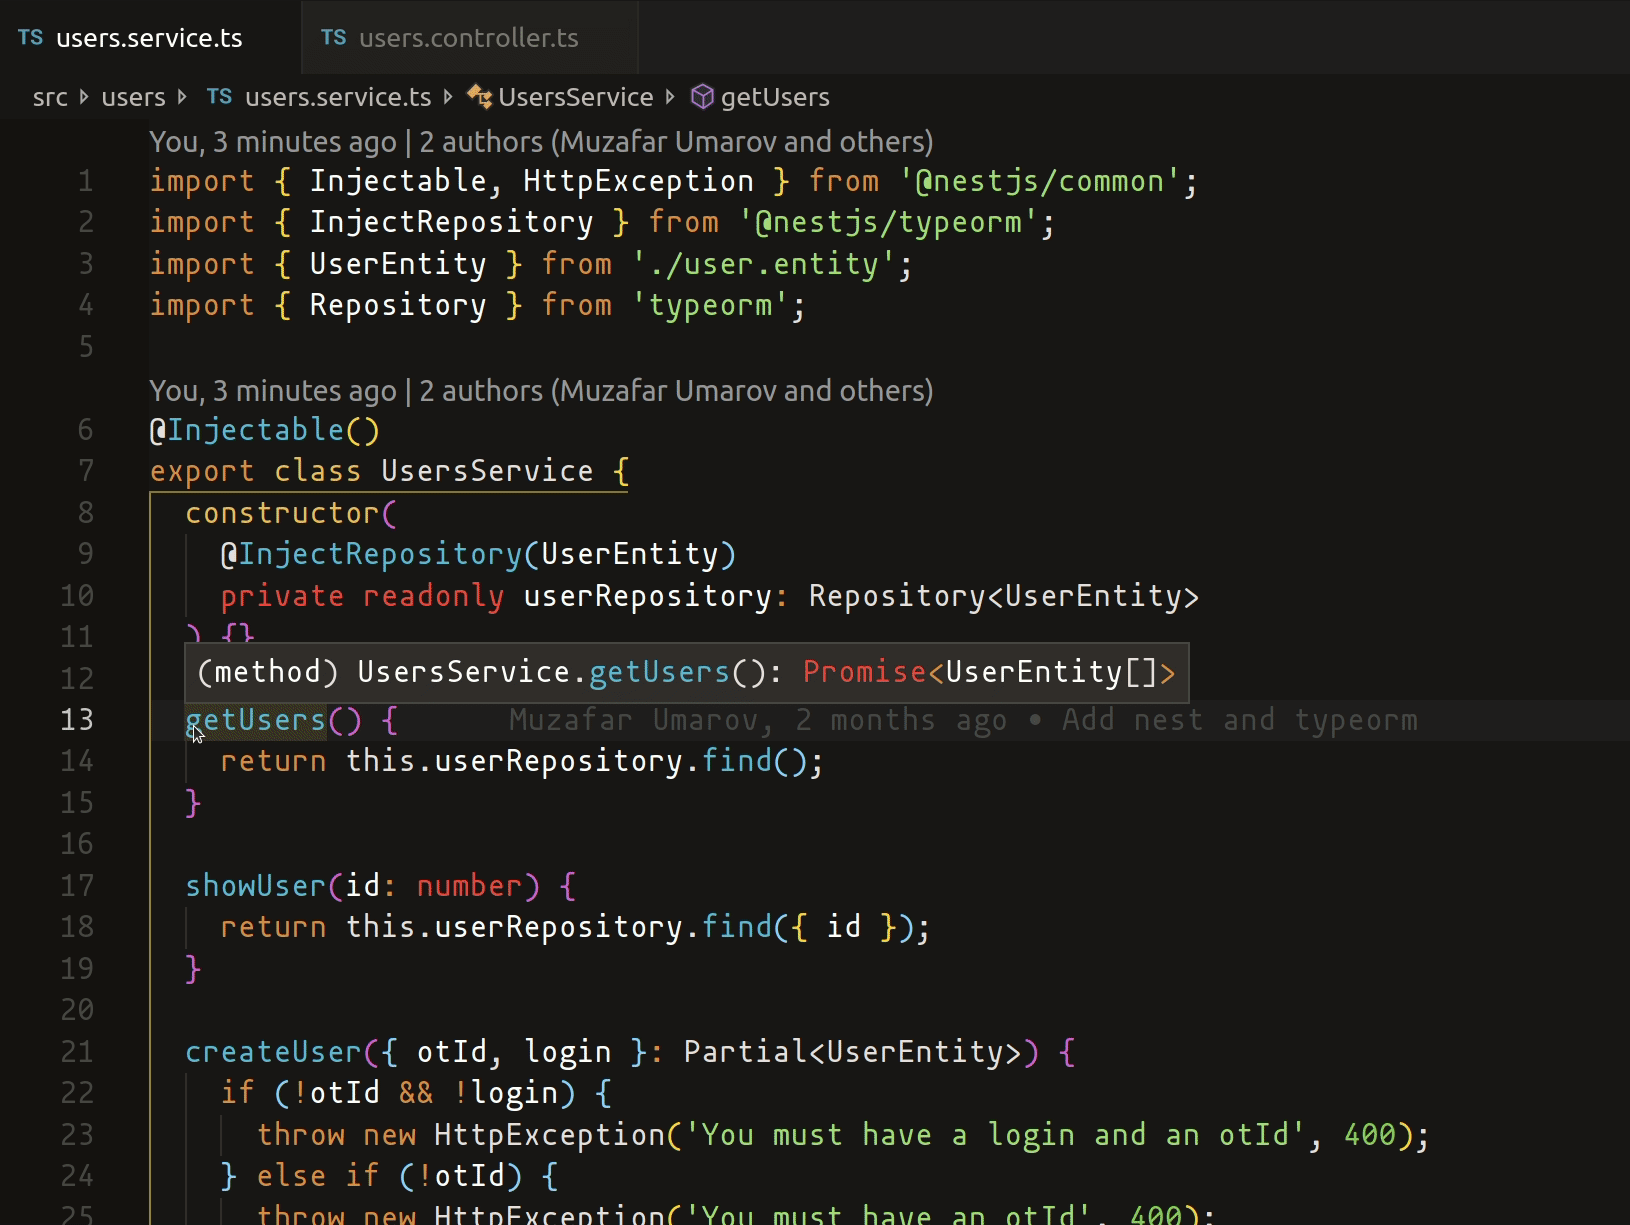 TS users.service.ts TS users.controller.ts
src users TS users.service.ts UsersService getUsers
You, 3 minutes ago | 2 authors (Muzafar Umarov and others)
1 import { Injectable, HttpException } from '@nestjs/common';
2 import { InjectRepository } from '@nestjs/typeorm';
3 import { UserEntity } from './user.entity';
4 import { Repository } from 'typeorm';
5
You, 3 minutes ago | 2 authors (Muzafar Umarov and others)
6 @Injectable()
7 export class UsersService {
8 constructor(
9 @InjectRepository(UserEntity)
10 private readonly userRepository: Repository<UserEntity>
11 ) {}
12 (method) UsersService.getUsers(): Promise<UserEntity[]>
13 getUsers() { Muzafar Umarov, 2 months ago • Add nest and typeorm
14 return this.userRepository.find();
15 }
16
17 showUser(id: number) {
18 return this.userRepository.find({ id });
19 }
20
21 createUser({ otId, login }: Partial<UserEntity>) {
22 if (!otId && !login) {
23 throw new HttpException('You must have a login and an otId', 400);
24 } else if (!otId) {
25 throw new HttpException('You must have an otId', 400);